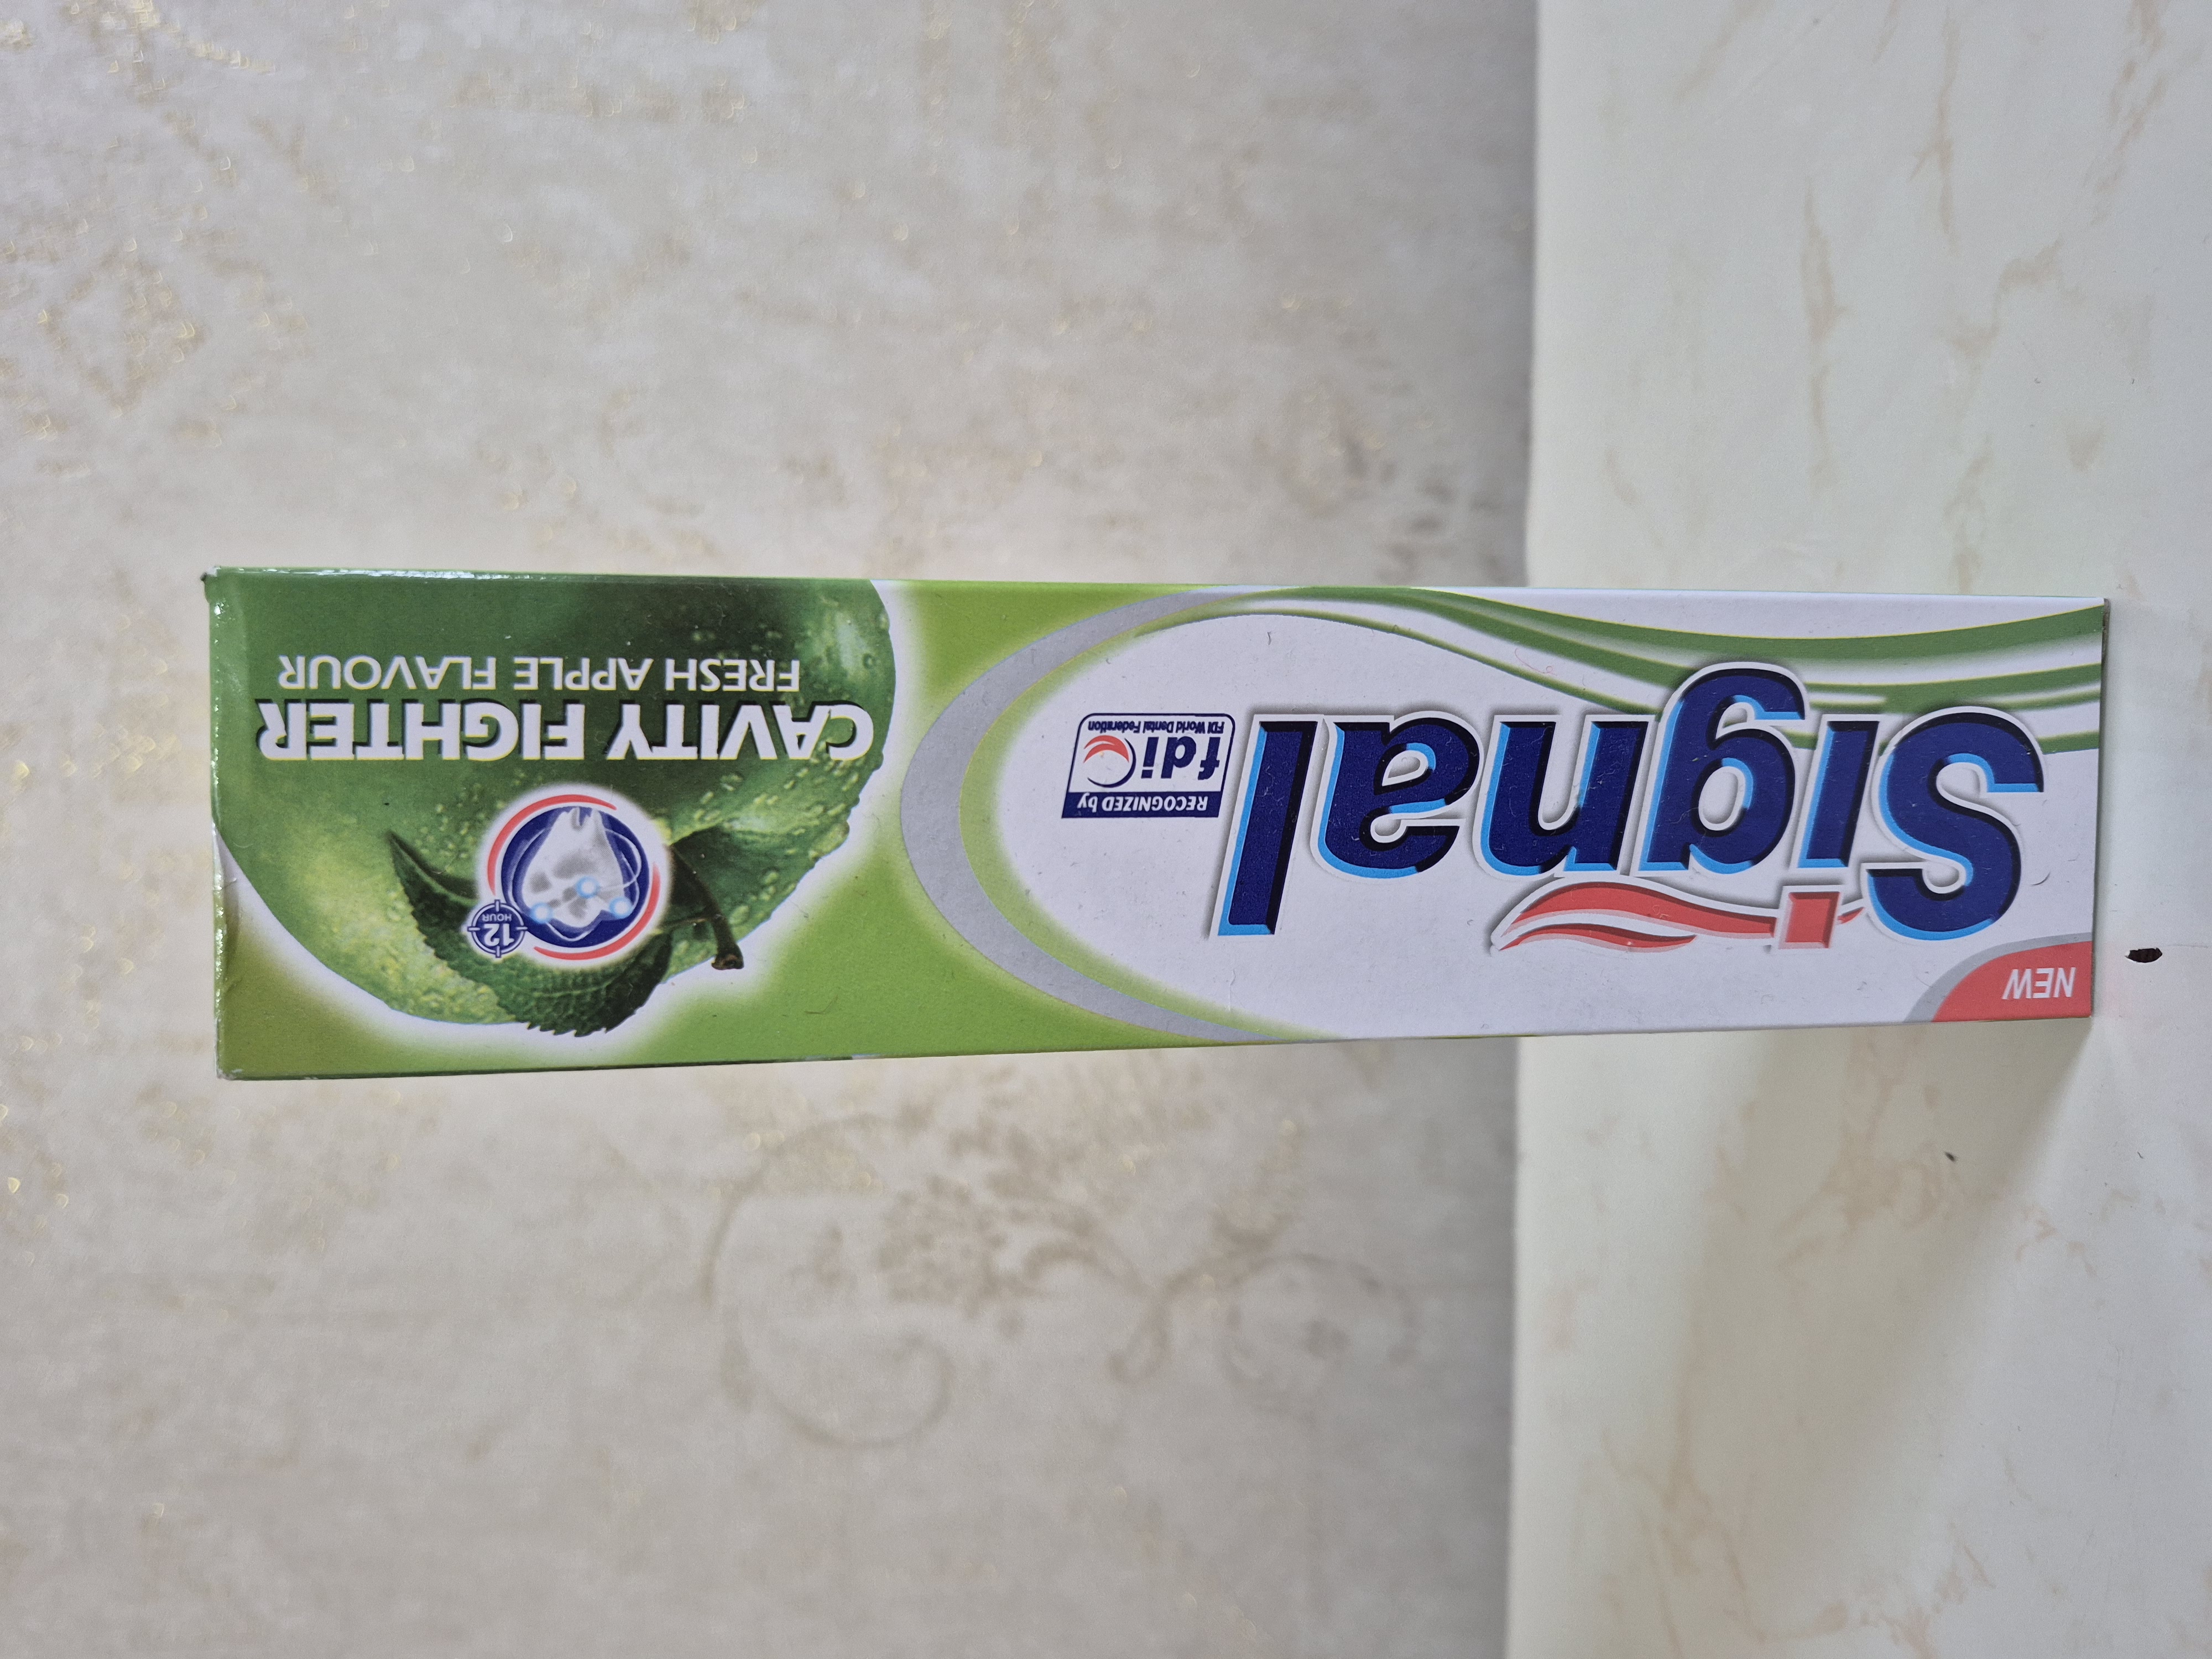 NEW
Signal
RECOGNIZED by
fdi
FDI World Dental Federation
12
HOUR
CAVITY FIGHTER
FRESH APPLE FLAVOUR